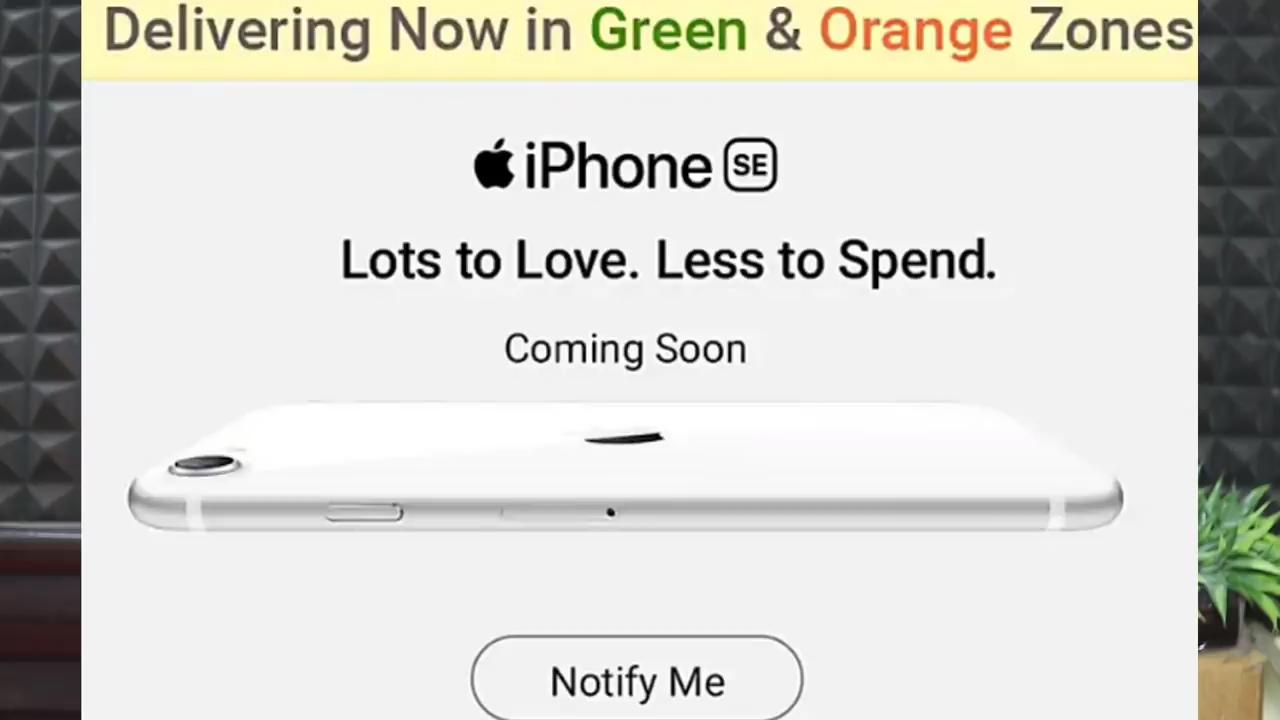 Delivering Now in Green & Orange Zones
iPhone SE
Lots to Love. Less to Spend.
Coming Soon
Notify Me